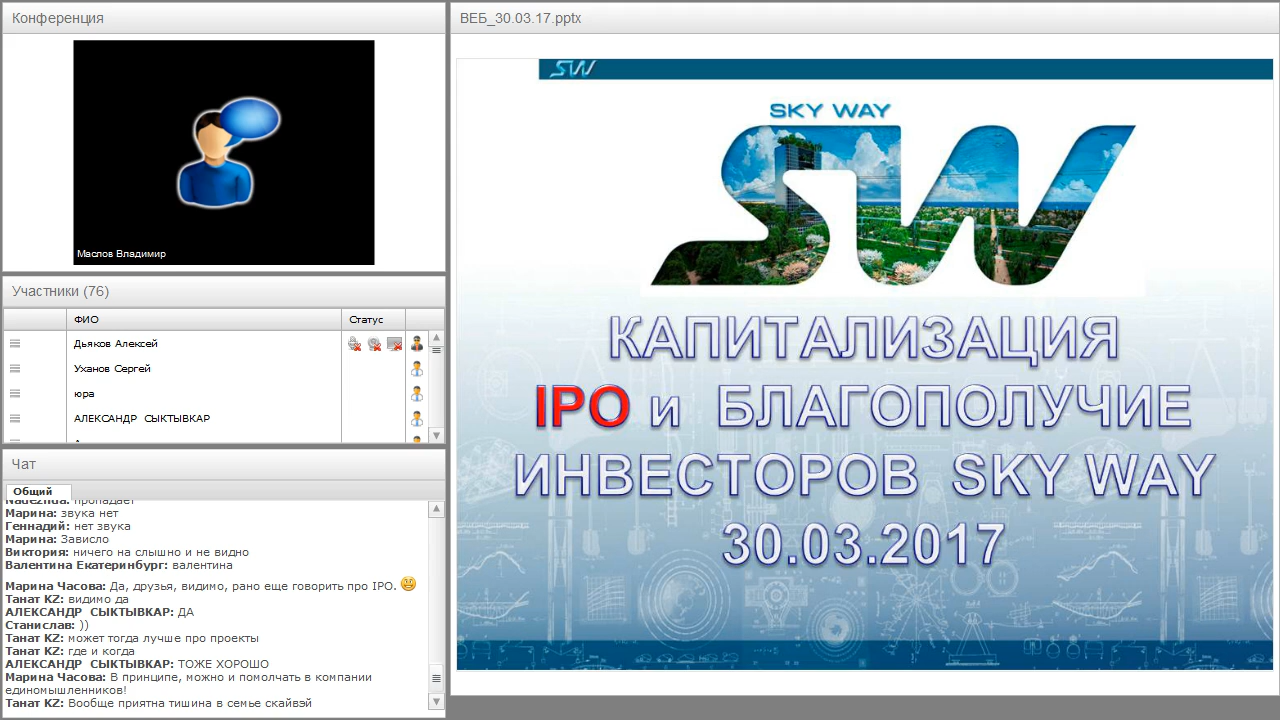 Конференция
Маслов Владимир
Участники (76)
ФИО
Статус
Дьяков Алексей
Уханов Сергей
юра
АЛЕКСАНДР СЫКТЫВКАР
Чат
Общий
Nadezhda: пропадает
Марина: звука нет
Геннадий: нет звука
Марина: Зависло
Виктория: ничего на слышно и не видно
Валентина Екатеринбург: валентина
Марина Часова: Да, друзья, видимо, рано еще говорить про IPO.
Танат KZ: видимо да
АЛЕКСАНДР СЫКТЫВКАР: ДА
Станислав: ))
Танат KZ: может тогда лучше про проекты
Танат KZ: где и когда
АЛЕКСАНДР СЫКТЫВКАР: ТОЖЕ ХОРОШО
Марина Часова: В принципе, можно и помолчать в компании
единомышленников!
Танат KZ: Вообще приятна тишина в семье скайвэй
ВЕБ_30.03.17.pptx
SW
SKY WAY
SW
КАПИТАЛИЗАЦИЯ
IPO и БЛАГОПОЛУЧИЕ
ИНВЕСТОРОВ SKY WAY
30.03.2017